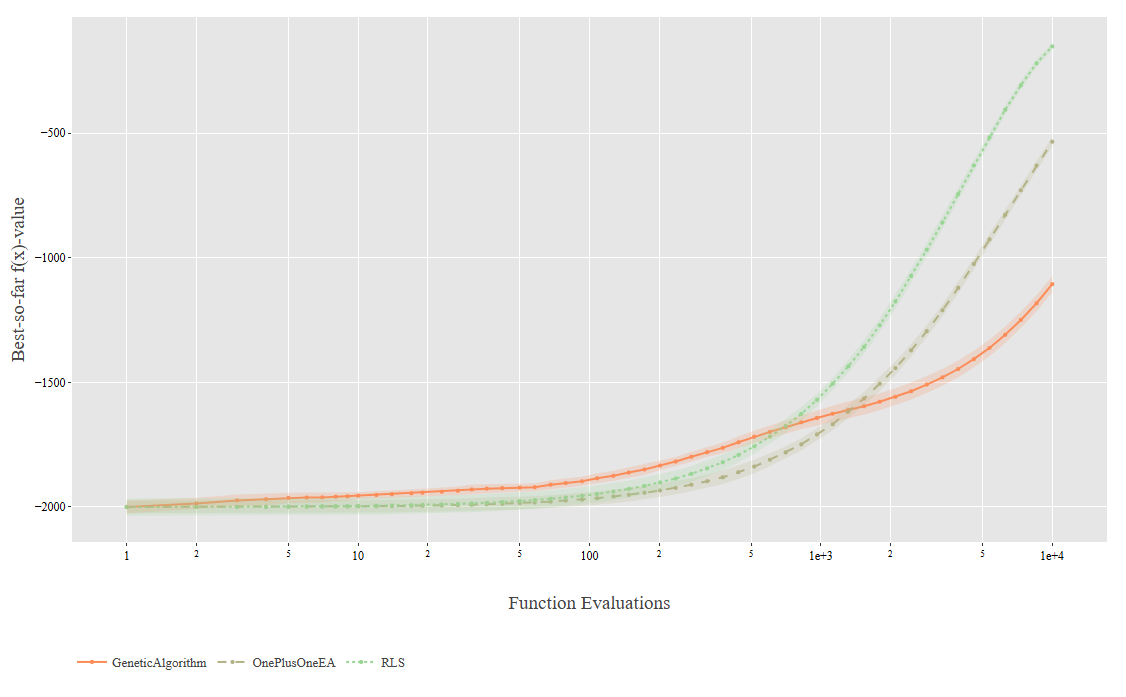 Best-so-far f(x)-value
−500
−1000
−1500
−2000
1 2 5 10 2 5 100 2 5 1e+3 2 5 1e+4
Function Evaluations
GeneticAlgorithm OnePlusOneEA RLS